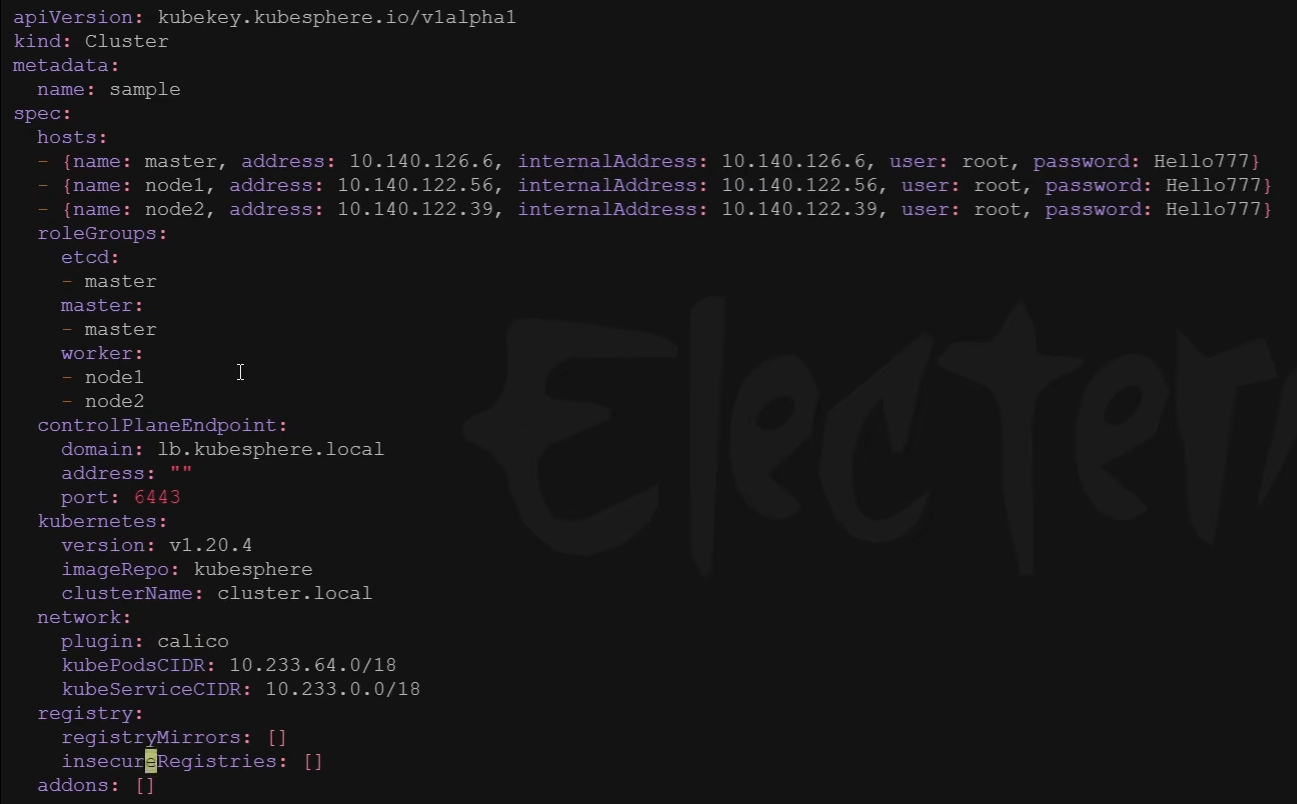 apiVersion: kubekey.kubesphere.io/v1alpha1
kind: Cluster
metadata:
  name: sample
spec:
  hosts:
  - {name: master, address: 10.140.126.6, internalAddress: 10.140.126.6, user: root, password: Hello777}
  - {name: node1, address: 10.140.122.56, internalAddress: 10.140.122.56, user: root, password: Hello777}
  - {name: node2, address: 10.140.122.39, internalAddress: 10.140.122.39, user: root, password: Hello777}
  roleGroups:
    etcd:
    - master
    master:
    - master
    worker:
    - node1
    - node2
  controlPlaneEndpoint:
    domain: lb.kubesphere.local
    address: ""
    port: 6443
  kubernetes:
    version: v1.20.4
    imageRepo: kubesphere
    clusterName: cluster.local
  network:
    plugin: calico
    kubePodsCIDR: 10.233.64.0/18
    kubeServiceCIDR: 10.233.0.0/18
  registry:
    registryMirrors: []
    insecureRegistries: []
  addons: []